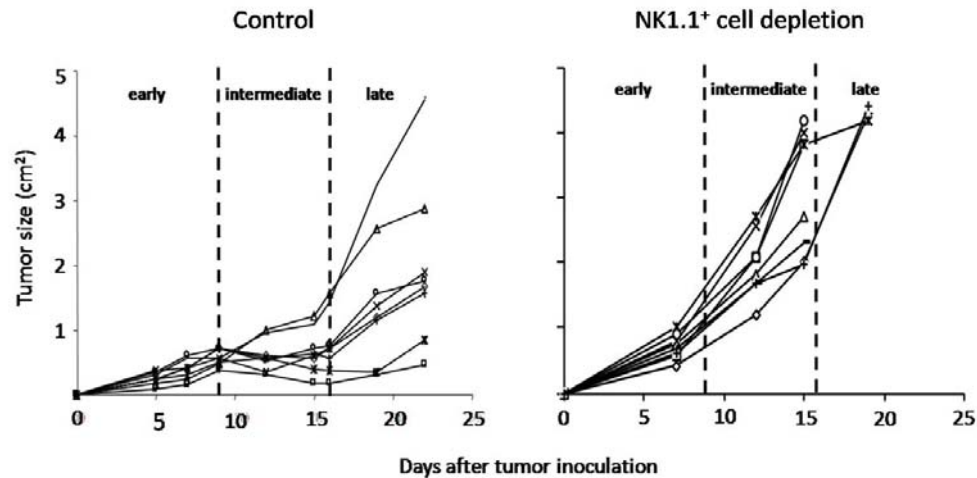 Control
NK1.1⁺ cell depletion
Tumor size (cm²)
5
4
3
2
1
early
intermediate
late
0
5
10
15
20
25
early
intermediate
late
0
5
10
15
20
25
Days after tumor inoculation